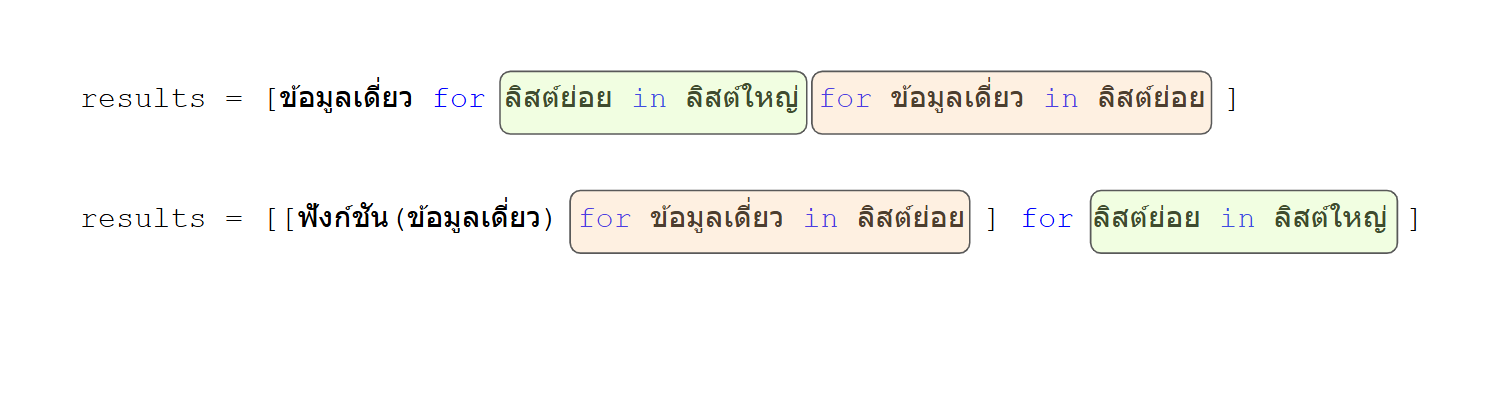 results = [ข้อมูลเดี่ยว for ลิสต์ย่อย in ลิสต์ใหญ่ for ข้อมูลเดี่ยว in ลิสต์ย่อย ]
results = [[ฟังก์ชัน(ข้อมูลเดี่ยว) for ข้อมูลเดี่ยว in ลิสต์ย่อย ] for ลิสต์ย่อย in ลิสต์ใหญ่ ]